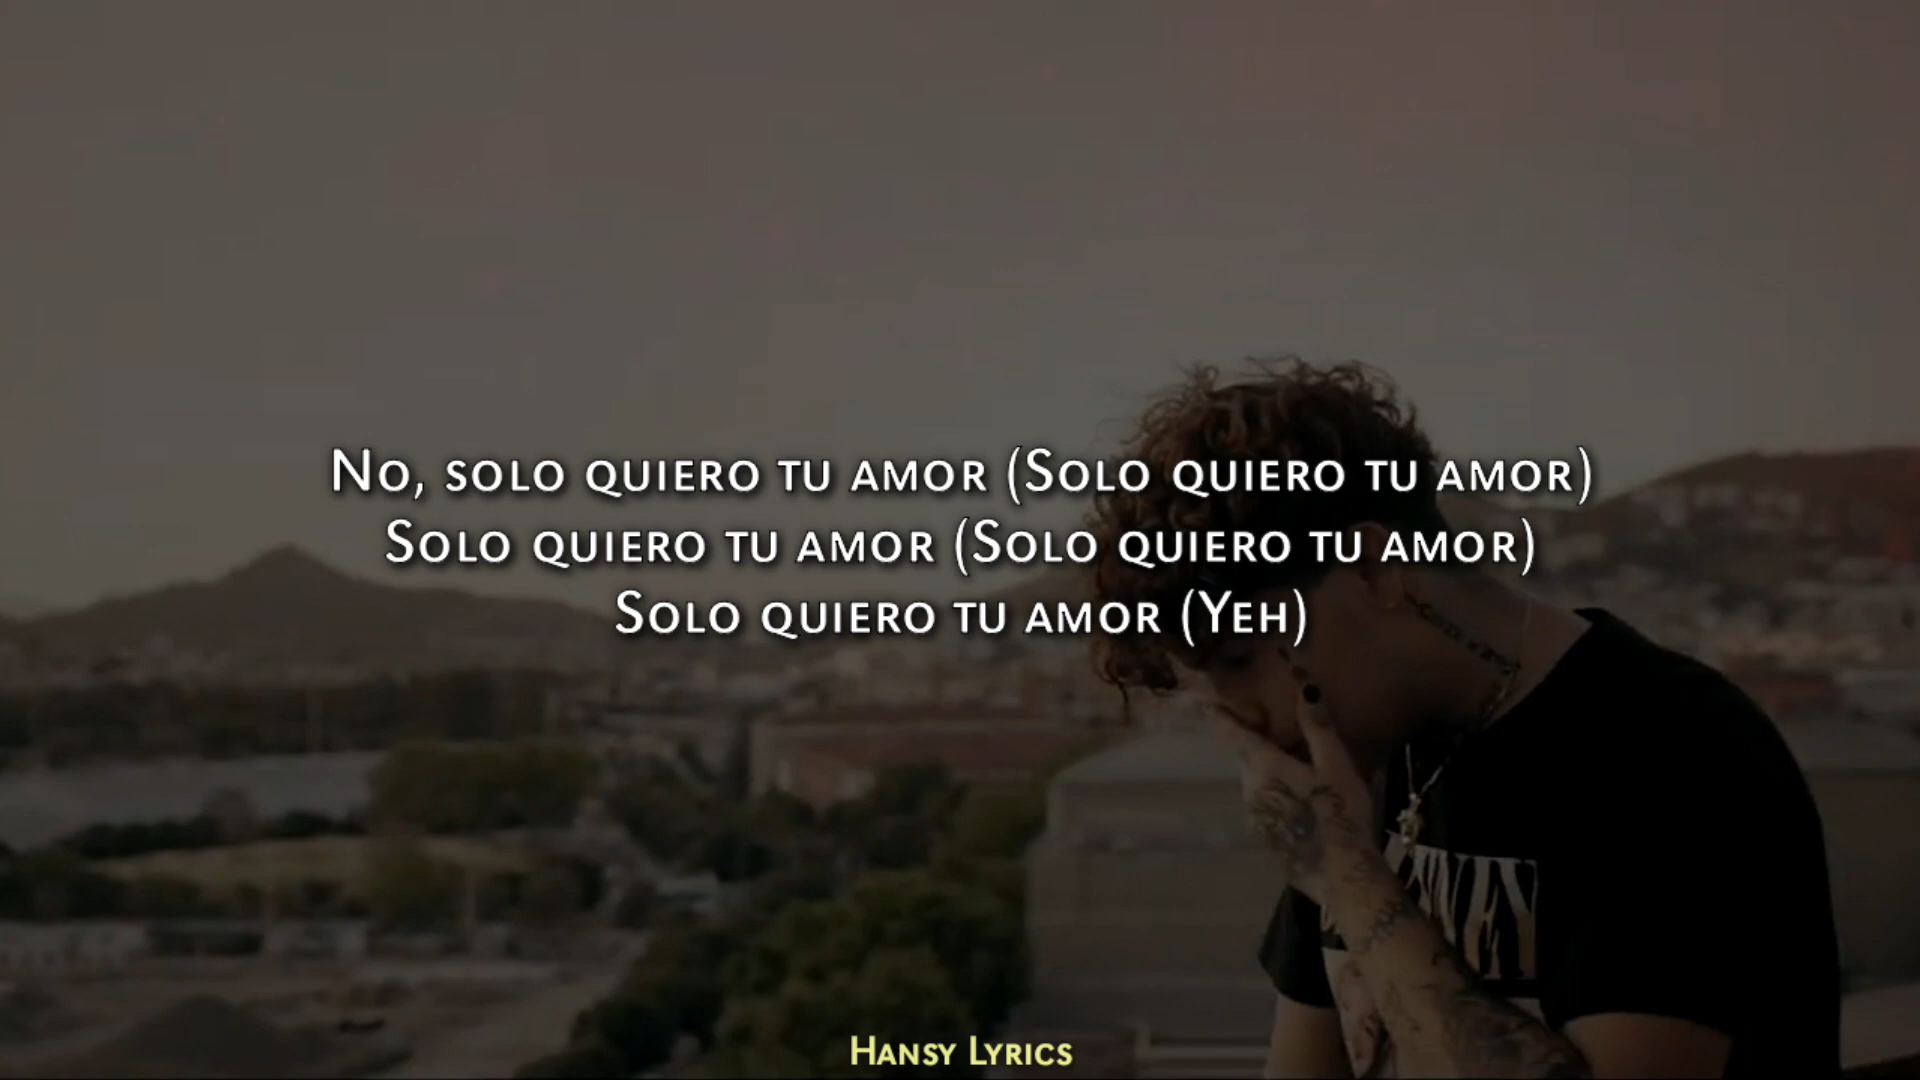 No, solo quiero tu amor (Solo quiero tu amor)
Solo quiero tu amor (Solo quiero tu amor)
Solo quiero tu amor (Yeh)
Hansy Lyrics